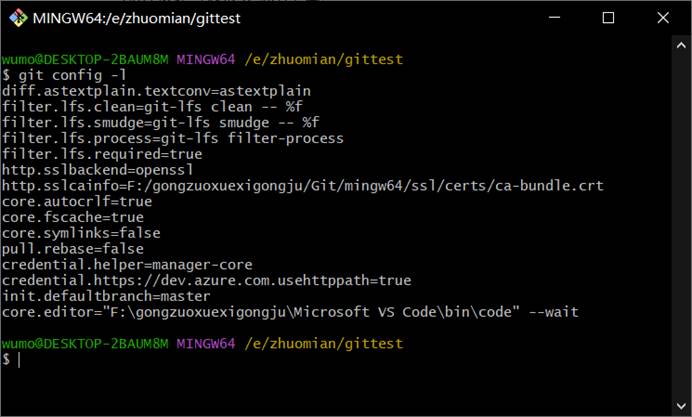 MINGW64:/e/zhuomian/gittest
wumo@DESKTOP-2BAUM8M MINGW64 /e/zhuomian/gittest
$ git config -l
diff.astextplain.textconv=astextplain
filter.lfs.clean=git-lfs clean -- %f
filter.lfs.smudge=git-lfs smudge -- %f
filter.lfs.process=git-lfs filter-process
filter.lfs.required=true
http.sslbackend=openssl
http.sslcainfo=F:/gongzuoxuexigongju/Git/mingw64/ssl/certs/ca-bundle.crt
core.autocrlf=true
core.fscache=true
core.symlinks=false
pull.rebase=false
credential.helper=manager-core
credential.https://dev.azure.com.usehttppath=true
init.defaultbranch=master
core.editor="F:\gongzuoxuexigongju\Microsoft VS Code\bin\code" --wait
wumo@DESKTOP-2BAUM8M MINGW64 /e/zhuomian/gittest
$